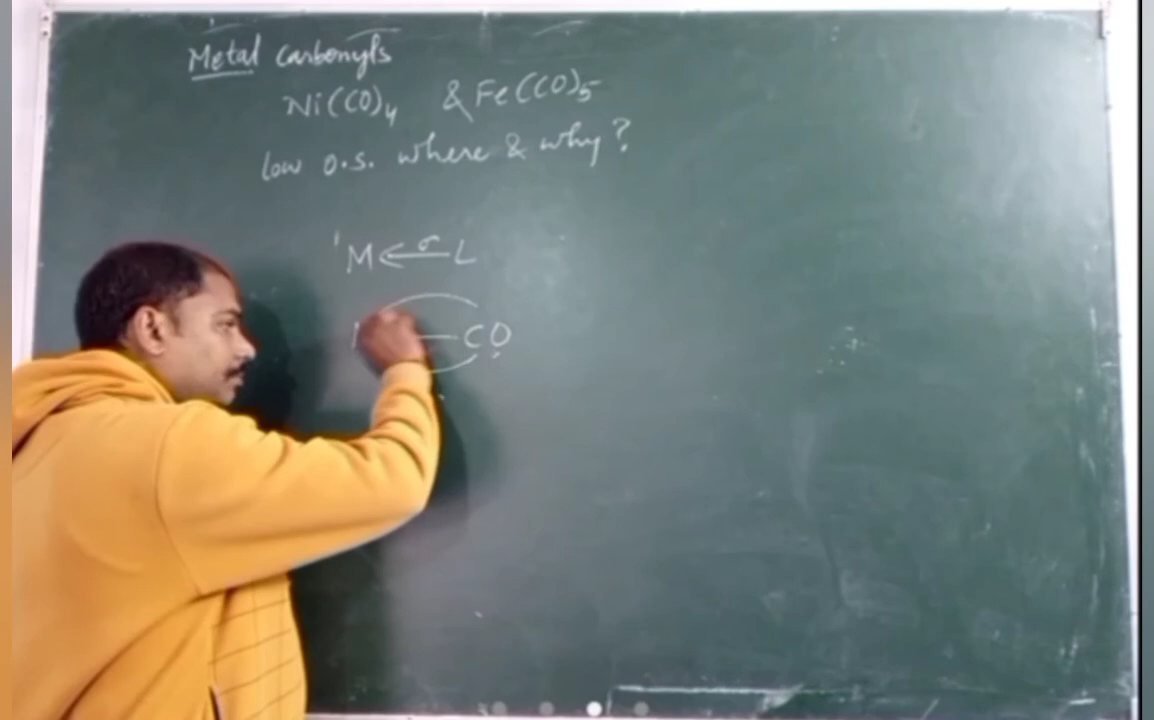 Metal Carbonyls
Ni(CO)4 & Fe(CO)5
low o.s. where & why?
M ← σ L
CO